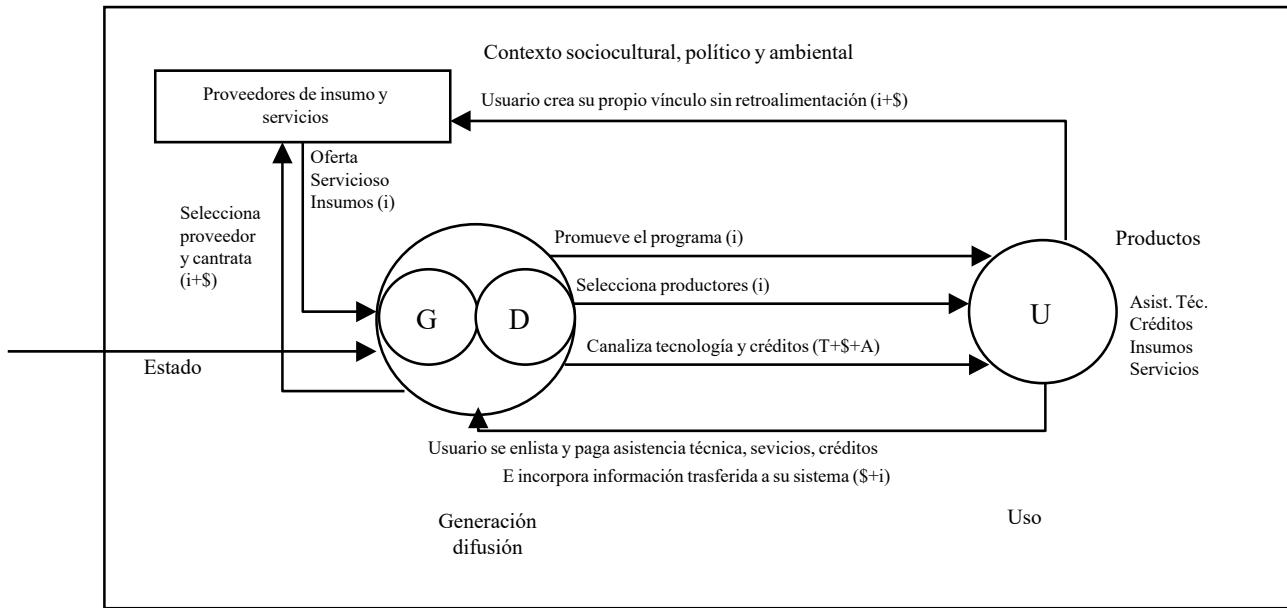 Contexto sociocultural, político y ambiental
Proveedores de insumo y
servicios
Usuario crea su propio vínculo sin retroalimentación (i+$)
Oferta
Servicioso
Insumos (i)
Selecciona
proveedor
y cantrata
(i+$)
Promueve el programa (i)
Selecciona productores (i)
Canaliza tecnología y créditos (T+$+A)
G
D
U
Productos
Asist. Téc.
Créditos
Insumos
Servicios
Estado
Usuario se enlista y paga asistencia técnica, sevicios, créditos
E incorpora información trasferida a su sistema ($+i)
Generación
difusión
Uso